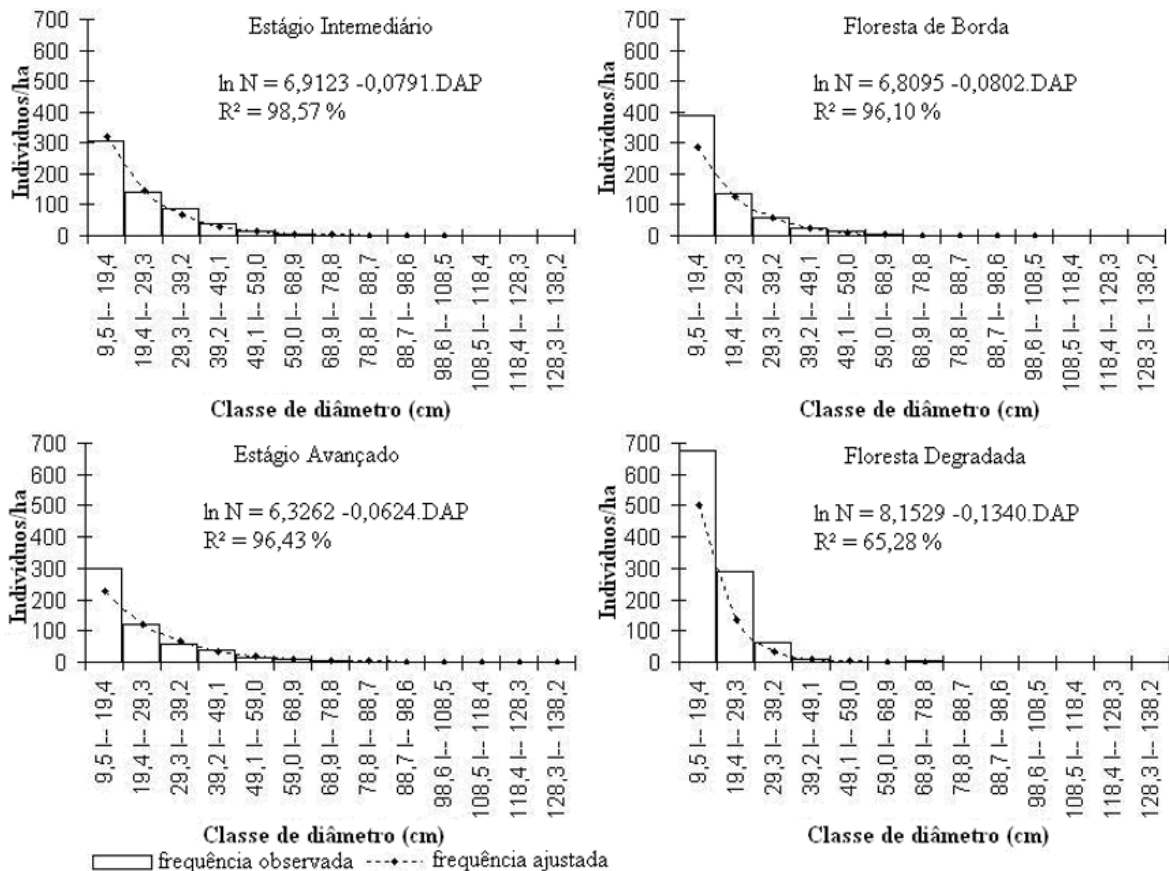 Estágio Intemediário
ln N = 6,9123 -0,0791.DAP
R² = 98,57 %
Indivíduos/ha
700
600
500
400
300
200
100
0
9,5 I-- 19,4
19,4 I-- 29,3
29,3 I-- 39,2
39,2 I-- 49,1
49,1 I-- 59,0
59,0 I-- 68,9
68,9 I-- 78,8
78,8 I-- 88,7
88,7 I-- 98,6
98,6 I-- 108,5
108,5 I-- 118,4
118,4 I-- 128,3
128,3 I-- 138,2
Classe de diâmetro (cm)
Floresta de Borda
ln N = 6,8095 -0,0802.DAP
R² = 96,10 %
Indivíduos/ha
700
600
500
400
300
200
100
0
9,5 I-- 19,4
19,4 I-- 29,3
29,3 I-- 39,2
39,2 I-- 49,1
49,1 I-- 59,0
59,0 I-- 68,9
68,9 I-- 78,8
78,8 I-- 88,7
88,7 I-- 98,6
98,6 I-- 108,5
108,5 I-- 118,4
118,4 I-- 128,3
128,3 I-- 138,2
Classe de diâmetro (cm)
Estágio Avançado
ln N = 6,3262 -0,0624.DAP
R² = 96,43 %
Indivíduos/ha
700
600
500
400
300
200
100
0
9,5 I-- 19,4
19,4 I-- 29,3
29,3 I-- 39,2
39,2 I-- 49,1
49,1 I-- 59,0
59,0 I-- 68,9
68,9 I-- 78,8
78,8 I-- 88,7
88,7 I-- 98,6
98,6 I-- 108,5
108,5 I-- 118,4
118,4 I-- 128,3
128,3 I-- 138,2
Classe de diâmetro (cm)
Floresta Degradada
ln N = 8,1529 -0,1340.DAP
R² = 65,28 %
Indivíduos/ha
700
600
500
400
300
200
100
0
9,5 I-- 19,4
19,4 I-- 29,3
29,3 I-- 39,2
39,2 I-- 49,1
49,1 I-- 59,0
59,0 I-- 68,9
68,9 I-- 78,8
78,8 I-- 88,7
88,7 I-- 98,6
98,6 I-- 108,5
108,5 I-- 118,4
118,4 I-- 128,3
128,3 I-- 138,2
Classe de diâmetro (cm)
frequência observada
frequência ajustada